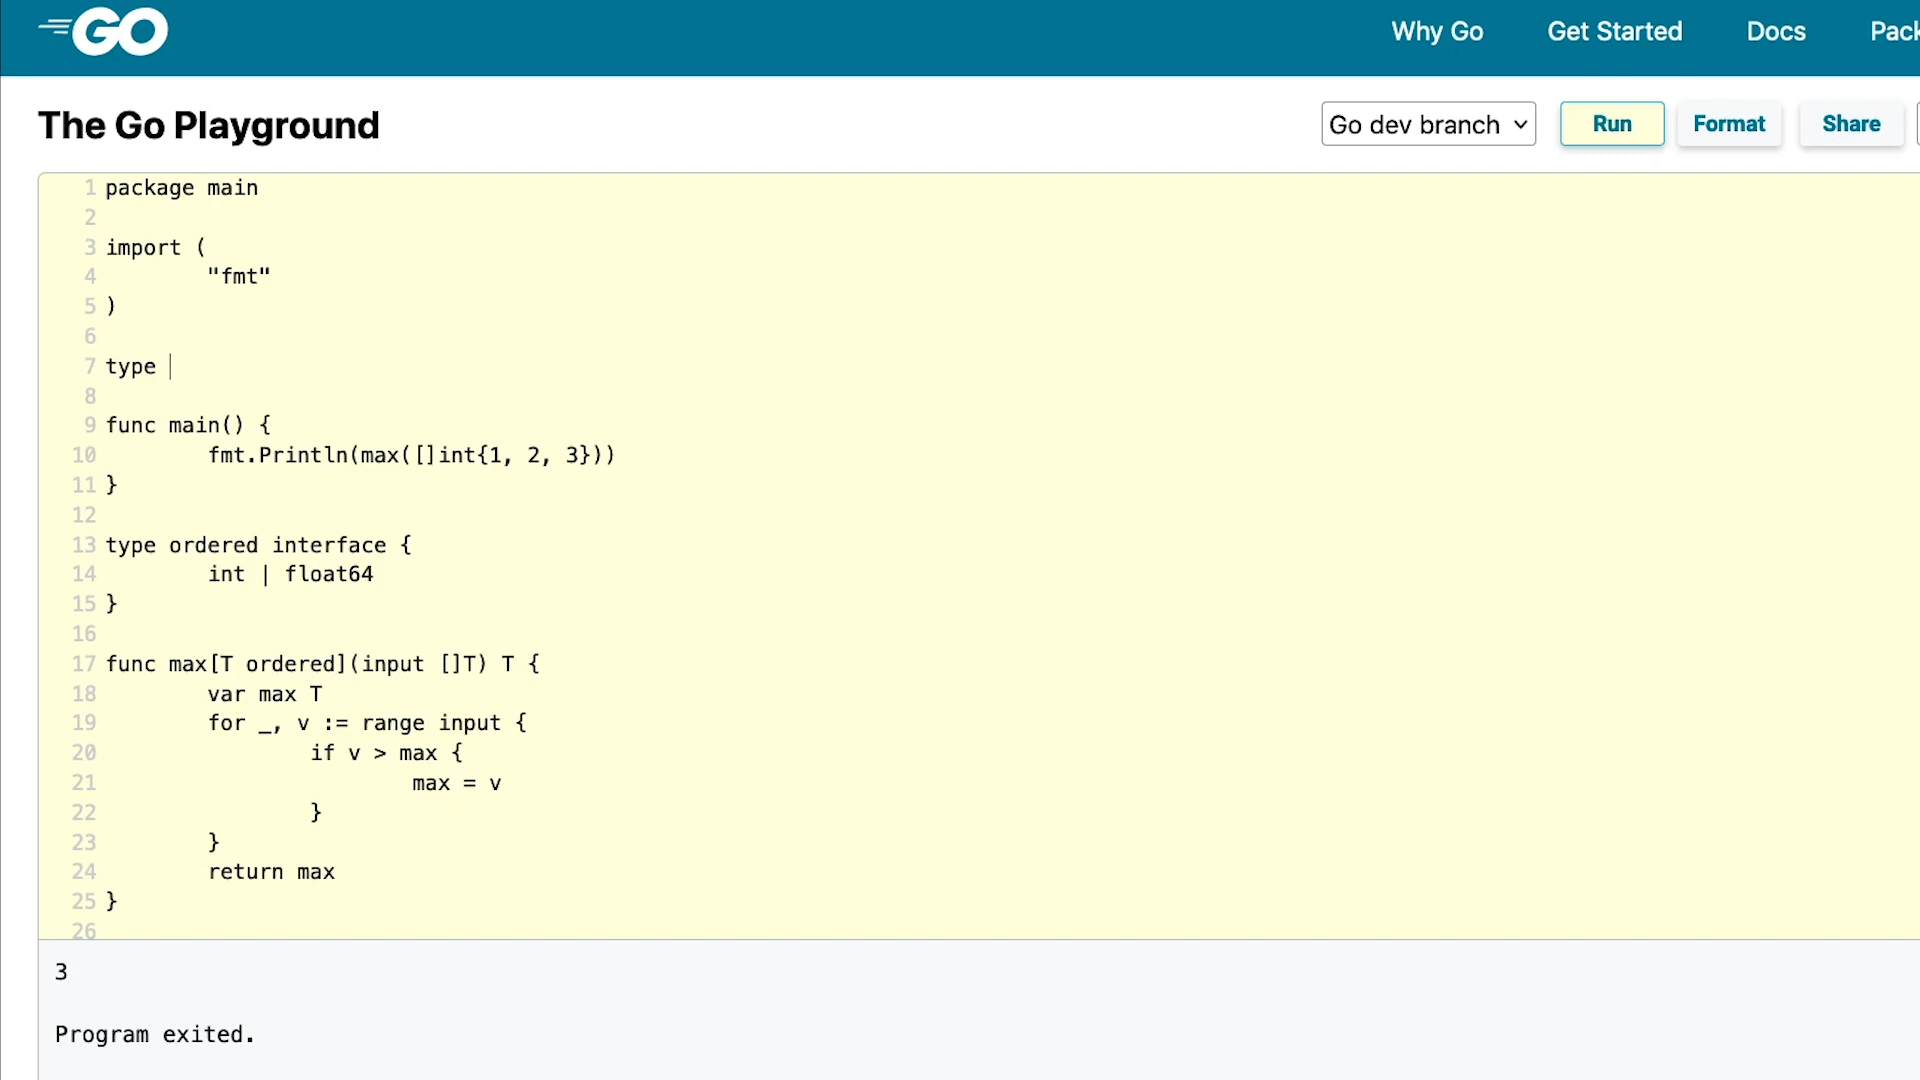 GO
Why Go Get Started Docs Pack
The Go Playground
Go dev branch Run Format Share
1 package main
2
3 import (
4         "fmt"
5 )
6
7 type
8
9 func main() {
10         fmt.Println(max([]int{1, 2, 3}))
11 }
12
13 type ordered interface {
14         int | float64
15 }
16
17 func max[T ordered](input []T) T {
18         var max T
19         for _, v := range input {
20                 if v > max {
21                         max = v
22                 }
23         }
24         return max
25 }
26
3
Program exited.